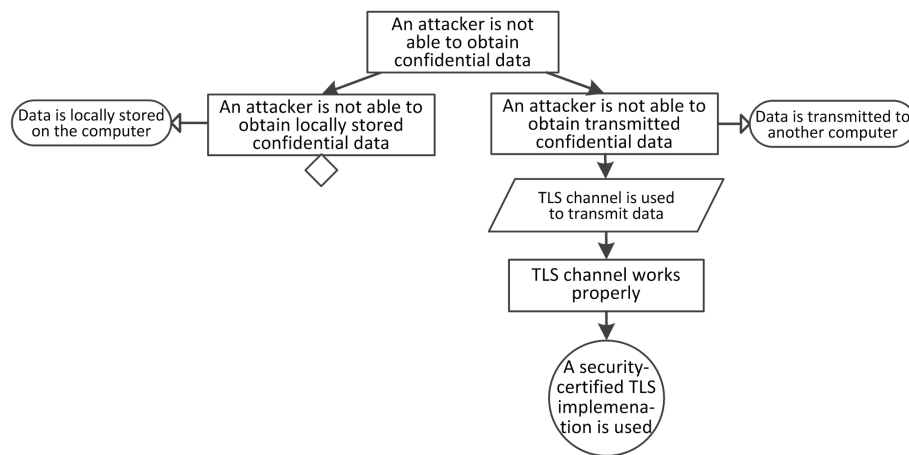 An attacker is not
able to obtain
confidential data
Data is locally stored
on the computer
An attacker is not able to
obtain locally stored
confidential data
An attacker is not able to
obtain transmitted
confidential data
Data is transmitted to
another computer
TLS channel is used
to transmit data
TLS channel works
properly
A security-
certified TLS
implemena-
tion is used